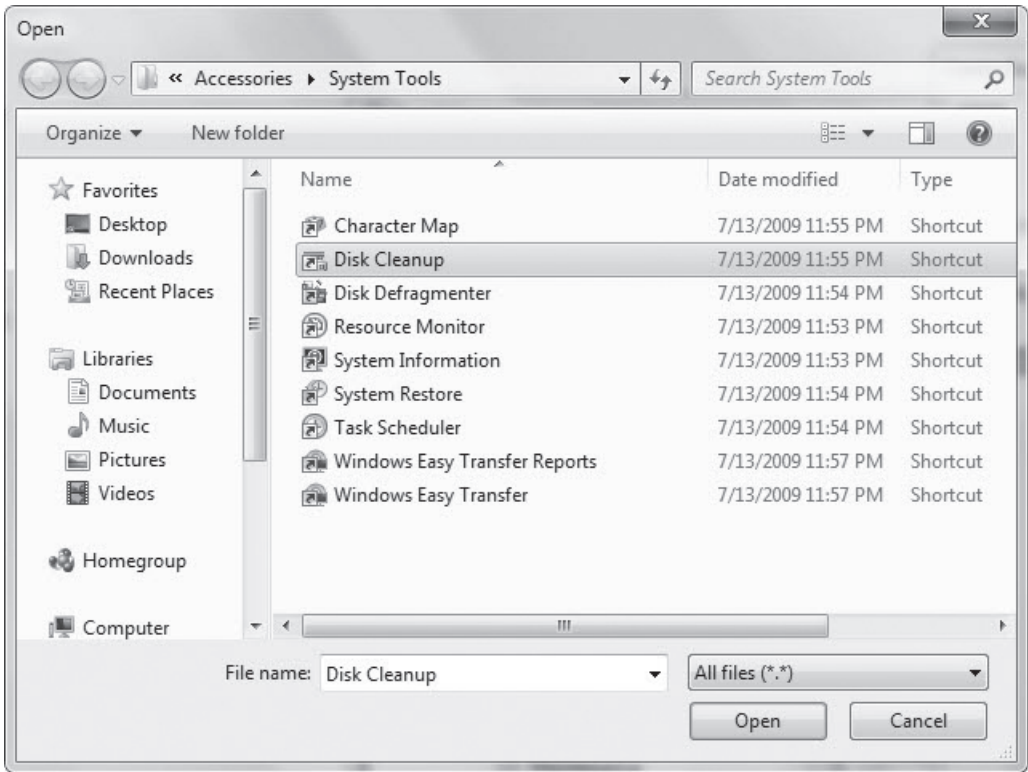 Open
« Accessories ▸ System Tools
Search System Tools
Organize ▾ New folder
Favorites
Desktop
Downloads
Recent Places
Libraries
Documents
Music
Pictures
Videos
Homegroup
Computer
Name Date modified Type
Character Map 7/13/2009 11:55 PM Shortcut
Disk Cleanup 7/13/2009 11:55 PM Shortcut
Disk Defragmenter 7/13/2009 11:54 PM Shortcut
Resource Monitor 7/13/2009 11:53 PM Shortcut
System Information 7/13/2009 11:53 PM Shortcut
System Restore 7/13/2009 11:54 PM Shortcut
Task Scheduler 7/13/2009 11:54 PM Shortcut
Windows Easy Transfer Reports 7/13/2009 11:57 PM Shortcut
Windows Easy Transfer 7/13/2009 11:57 PM Shortcut
File name: Disk Cleanup
All files (*.*)
Open Cancel